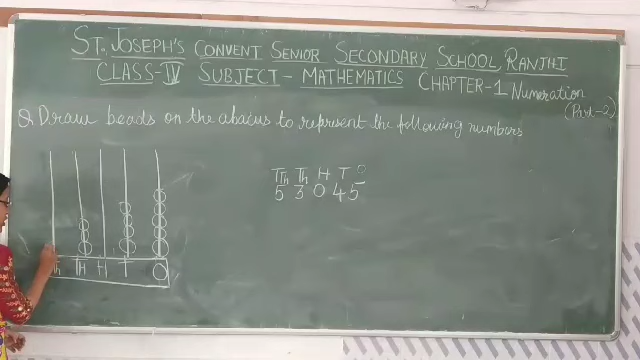 ST. JOSEPH'S CONVENT SENIOR SECONDARY SCHOOL RANJHI
CLASS-IV SUBJECT - MATHEMATICS CHAPTER-1 Numeration
(Part-2)
Q Draw beads on the abacus to represent the following numbers
TTh Th H T O
5 3 0 4 5
Th H T O